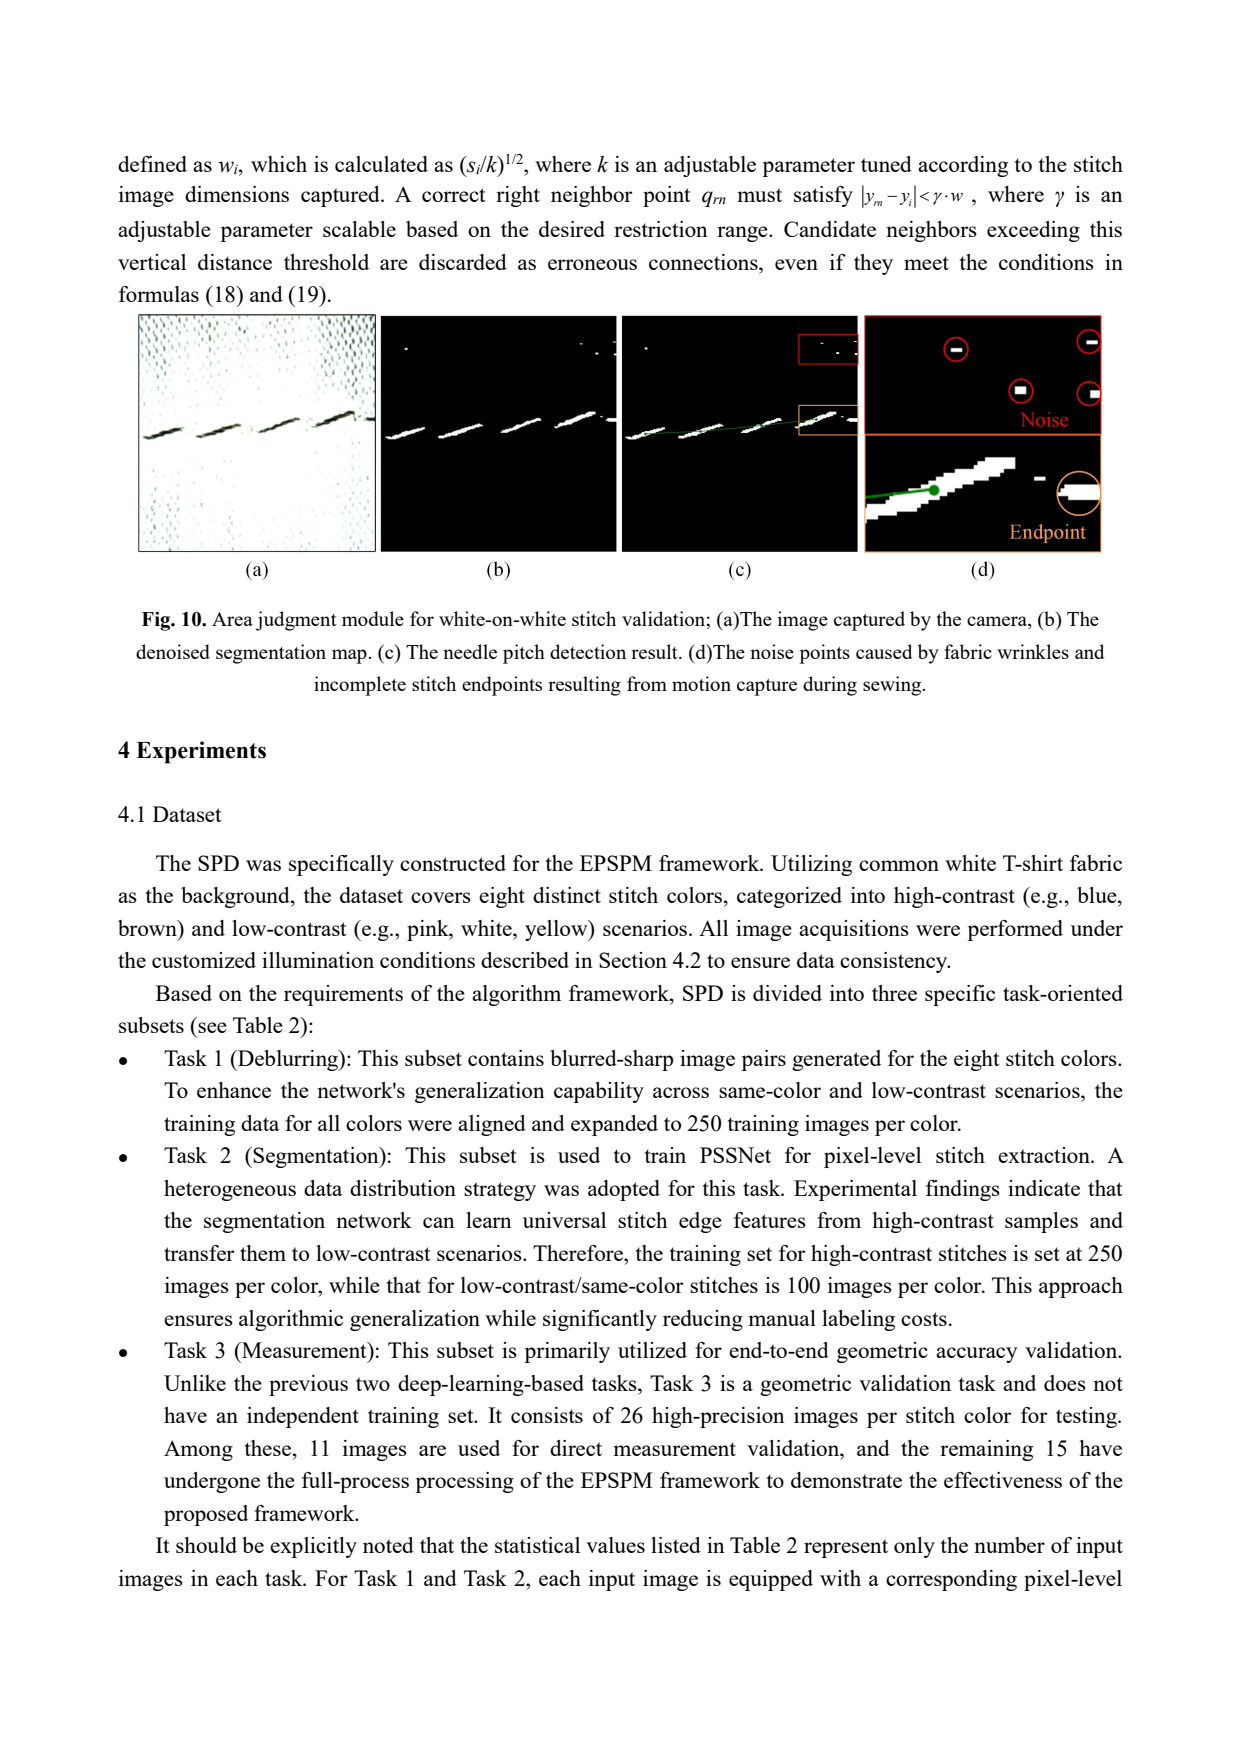 defined as wᵢ, which is calculated as (sᵢ/k)^1/2, where k is an adjustable parameter tuned according to the stitch
image dimensions captured. A correct right neighbor point qᵣₙ must satisfy |yᵣₙ − yᵢ| < γ · w , where γ is an
adjustable parameter scalable based on the desired restriction range. Candidate neighbors exceeding this
vertical distance threshold are discarded as erroneous connections, even if they meet the conditions in
formulas (18) and (19).
Noise
Endpoint
(a)
(b)
(c)
(d)
Fig. 10. Area judgment module for white-on-white stitch validation; (a)The image captured by the camera, (b) The
denoised segmentation map. (c) The needle pitch detection result. (d)The noise points caused by fabric wrinkles and
incomplete stitch endpoints resulting from motion capture during sewing.
4 Experiments
4.1 Dataset
The SPD was specifically constructed for the EPSPM framework. Utilizing common white T-shirt fabric
as the background, the dataset covers eight distinct stitch colors, categorized into high-contrast (e.g., blue,
brown) and low-contrast (e.g., pink, white, yellow) scenarios. All image acquisitions were performed under
the customized illumination conditions described in Section 4.2 to ensure data consistency.
Based on the requirements of the algorithm framework, SPD is divided into three specific task-oriented
subsets (see Table 2):
● Task 1 (Deblurring): This subset contains blurred-sharp image pairs generated for the eight stitch colors.
To enhance the network's generalization capability across same-color and low-contrast scenarios, the
training data for all colors were aligned and expanded to 250 training images per color.
● Task 2 (Segmentation): This subset is used to train PSSNet for pixel-level stitch extraction. A
heterogeneous data distribution strategy was adopted for this task. Experimental findings indicate that
the segmentation network can learn universal stitch edge features from high-contrast samples and
transfer them to low-contrast scenarios. Therefore, the training set for high-contrast stitches is set at 250
images per color, while that for low-contrast/same-color stitches is 100 images per color. This approach
ensures algorithmic generalization while significantly reducing manual labeling costs.
● Task 3 (Measurement): This subset is primarily utilized for end-to-end geometric accuracy validation.
Unlike the previous two deep-learning-based tasks, Task 3 is a geometric validation task and does not
have an independent training set. It consists of 26 high-precision images per stitch color for testing.
Among these, 11 images are used for direct measurement validation, and the remaining 15 have
undergone the full-process processing of the EPSPM framework to demonstrate the effectiveness of the
proposed framework.
It should be explicitly noted that the statistical values listed in Table 2 represent only the number of input
images in each task. For Task 1 and Task 2, each input image is equipped with a corresponding pixel-level